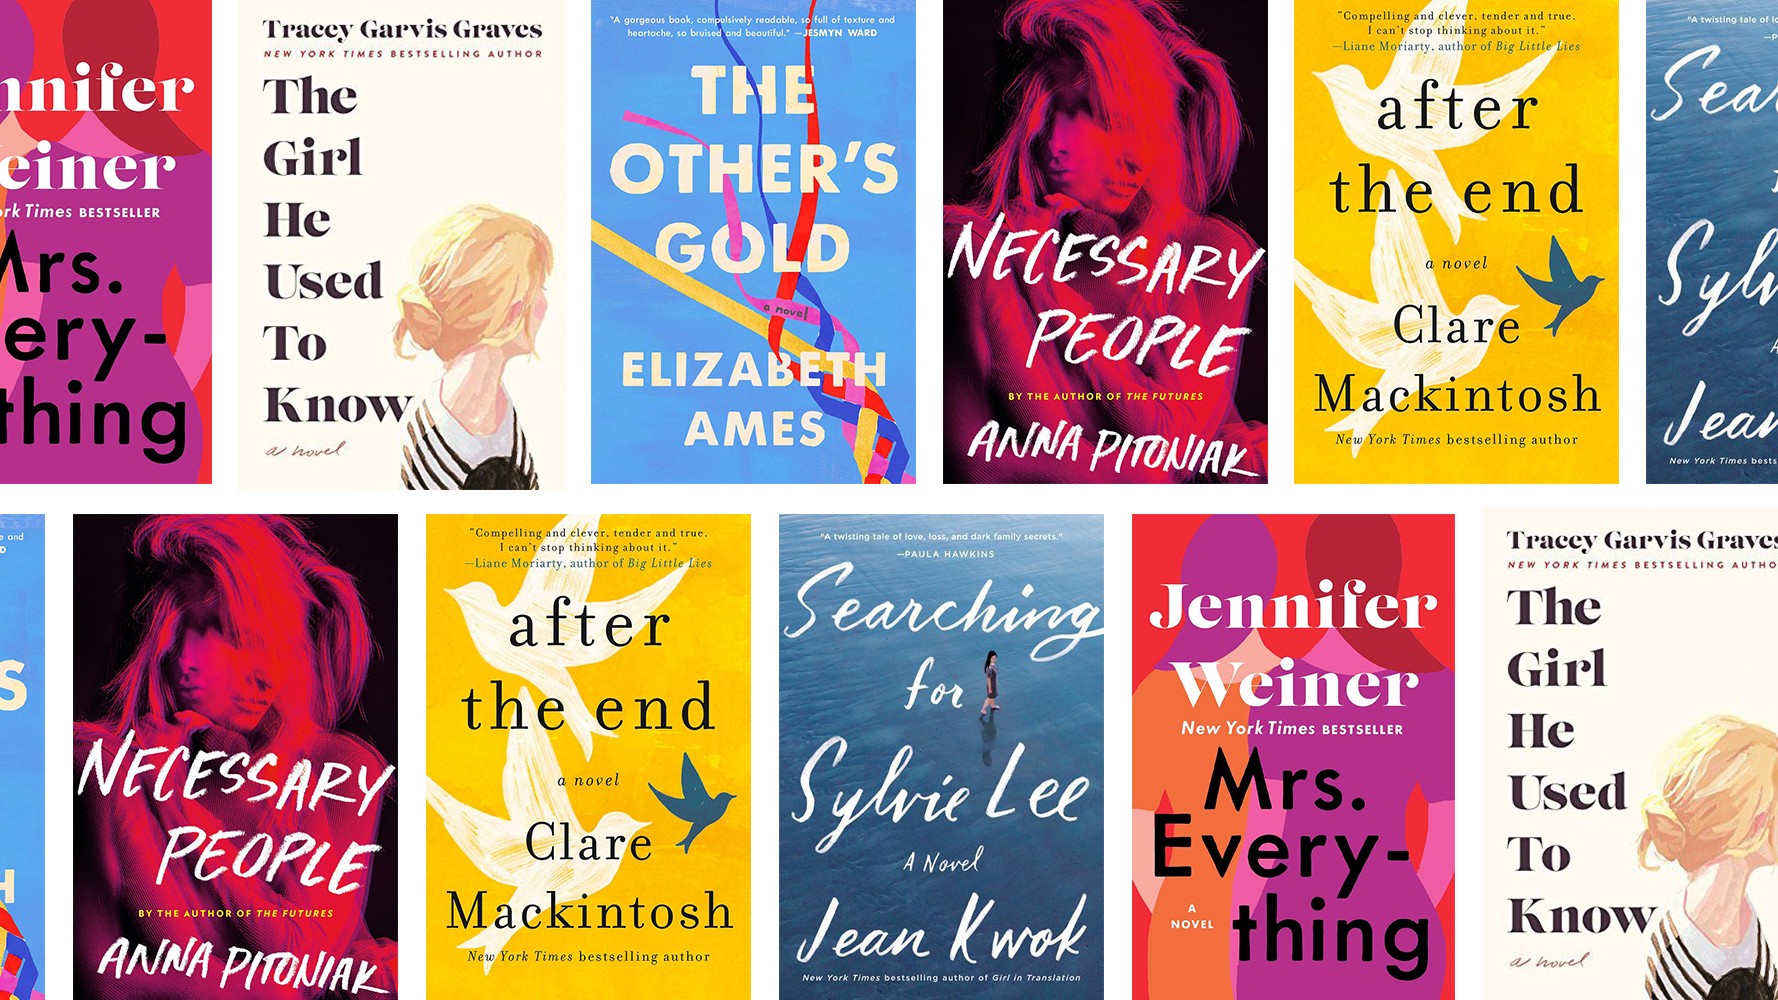 nnifer
einer
rk Times BESTSELLER
Mrs.
ery-
thing
Tracey Garvis Graves
NEW YORK TIMES BESTSELLING AUTHOR
The
Girl
He
Used
To
Know
a novel
"A gorgeous book, compulsively readable, so full of texture and
heartache, so bruised and beautiful." —JESMYN WARD
THE
OTHER'S
GOLD
a novel
ELIZABETH
AMES
NECESSARY
PEOPLE
BY THE AUTHOR OF THE FUTURES
ANNA PITONIAK
"Compelling and clever, tender and true.
I can't stop thinking about it."
—Liane Moriarty, author of Big Little Lies
after
the end
a novel
Clare
Mackintosh
New York Times bestselling author
"A twisting tale of lo
—P
Sear
Sylv
A
Jean
New York Times bests
e and
D
S
H
NECESSARY
PEOPLE
BY THE AUTHOR OF THE FUTURES
ANNA PITONIAK
"Compelling and clever, tender and true.
I can't stop thinking about it."
—Liane Moriarty, author of Big Little Lies
after
the end
a novel
Clare
Mackintosh
New York Times bestselling author
"A twisting tale of love, loss, and dark family secrets."
—PAULA HAWKINS
Searching
for
Sylvie Lee
A Novel
Jean Kwok
New York Times bestselling author of Girl in Translation
Jennifer
Weiner
New York Times BESTSELLER
Mrs.
Every-
A
NOVEL
thing
Tracey Garvis Graves
NEW YORK TIMES BESTSELLING AUTHO
The
Girl
He
Used
To
Know
a novel